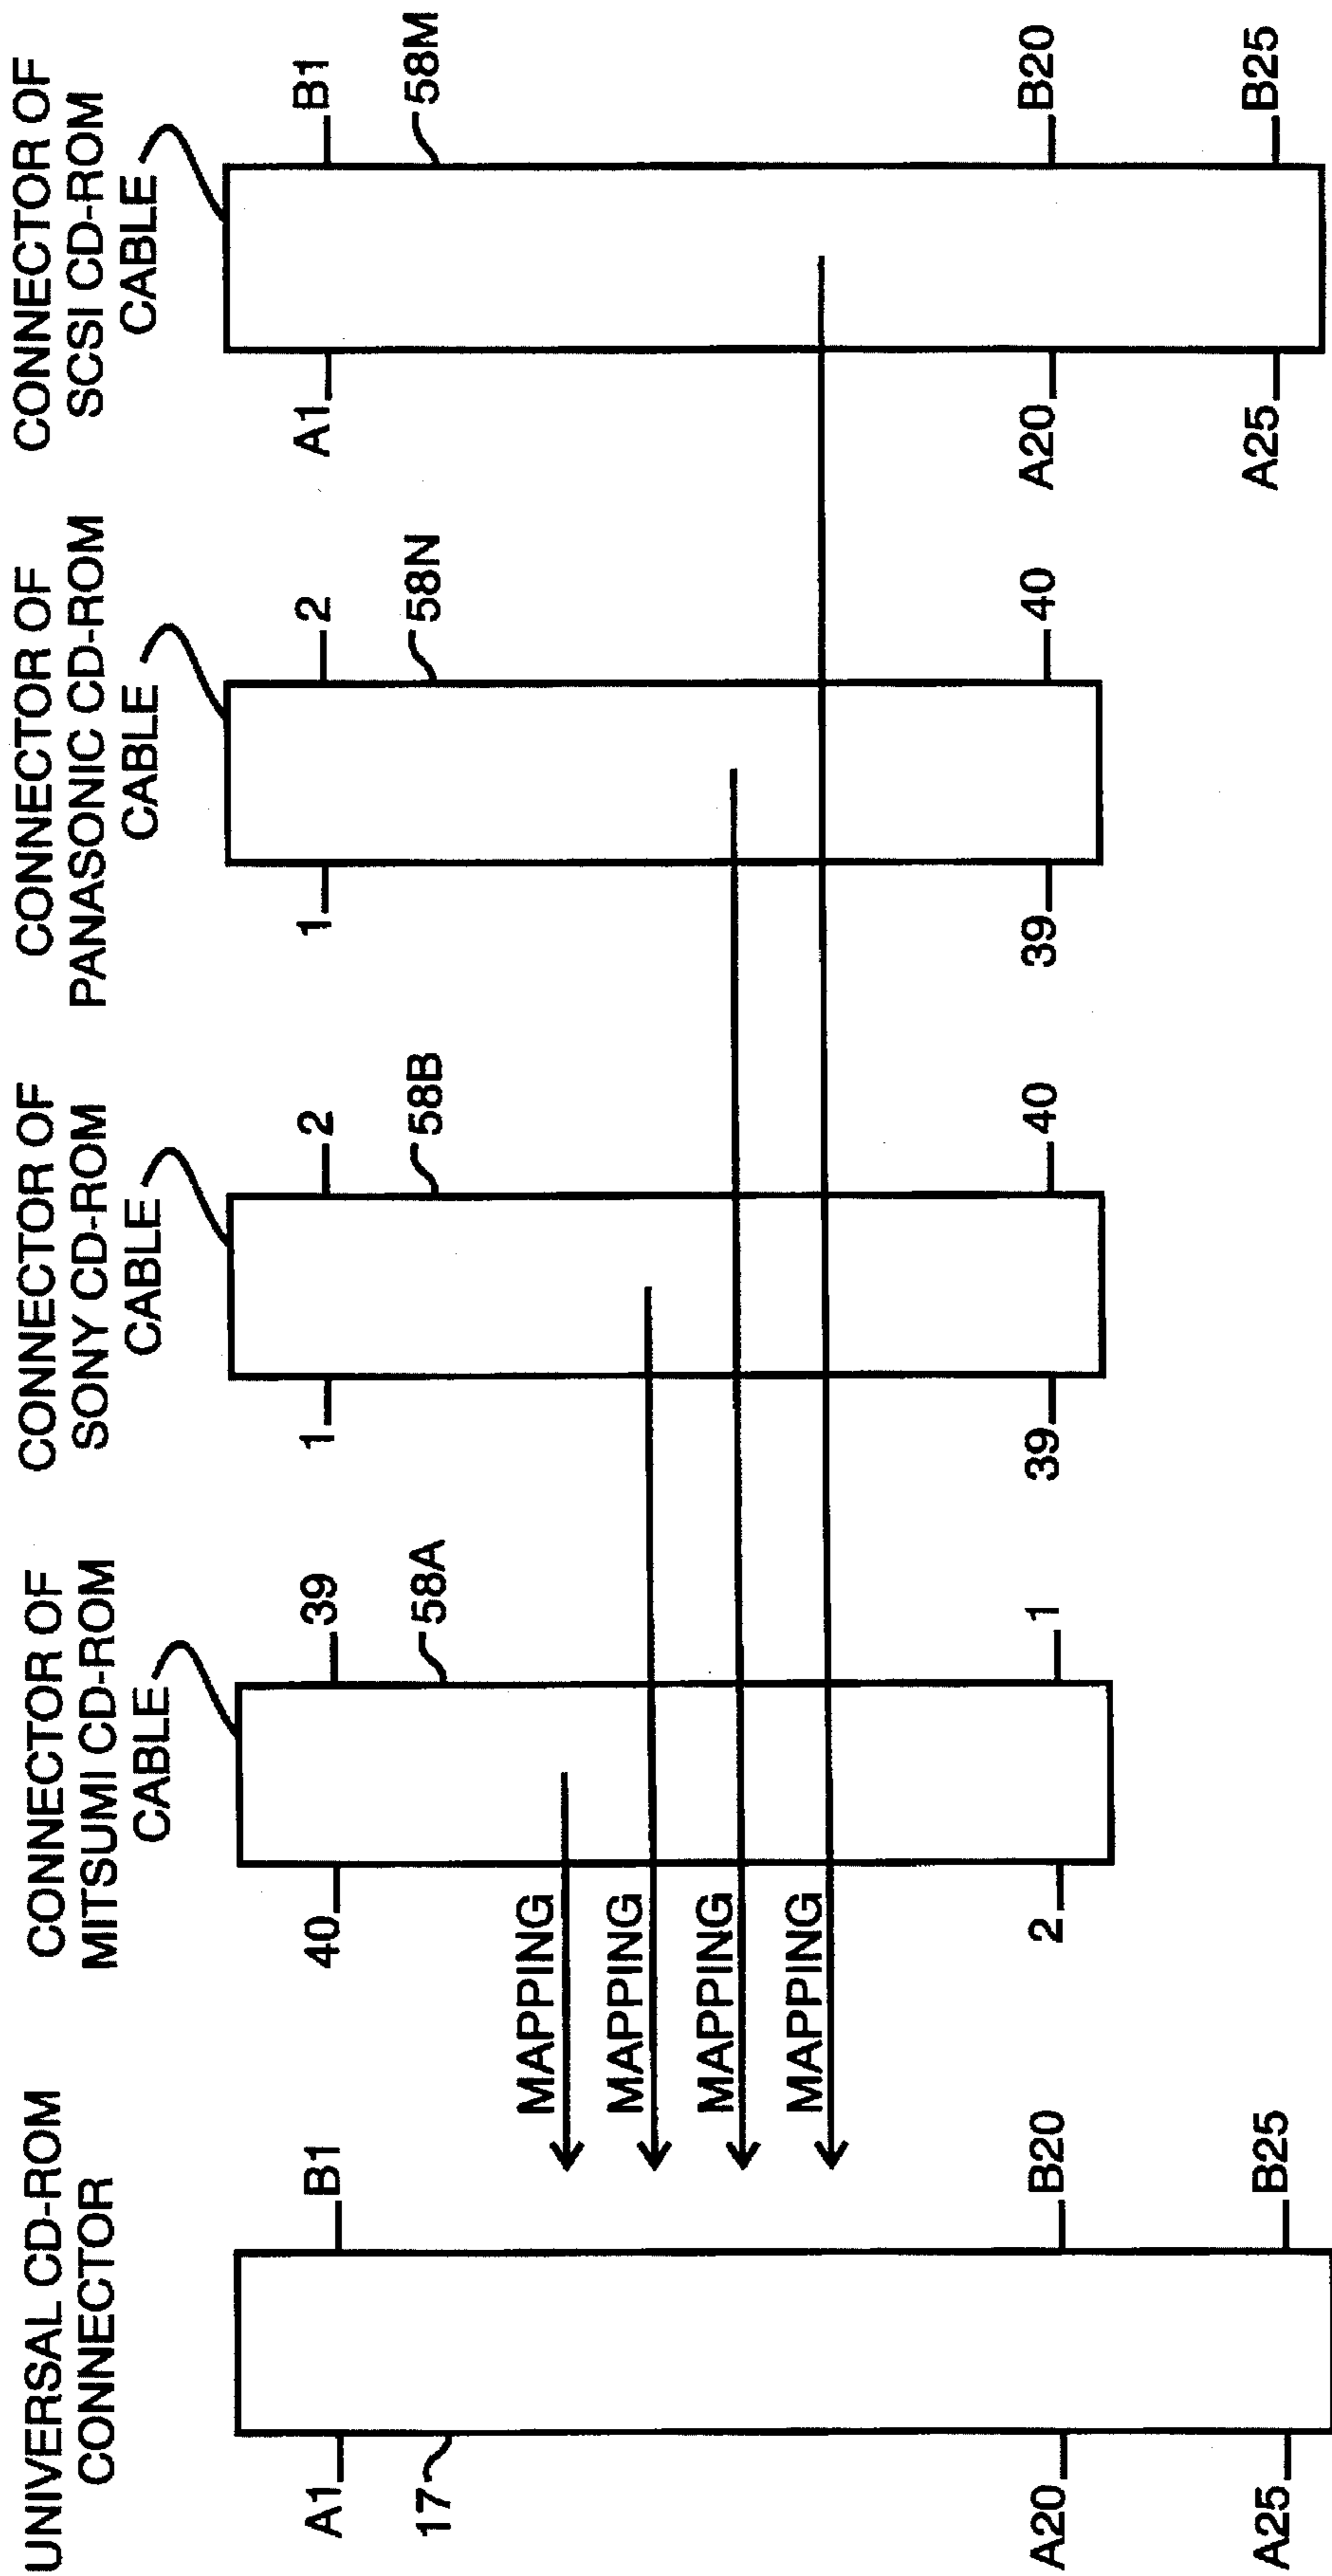 UNIVERSAL CD-ROM
CONNECTOR
A1
B1
17
A20
B20
A25
B25
CONNECTOR OF
MITSUMI CD-ROM
CABLE
40
39
58A
2
1
MAPPING
MAPPING
MAPPING
MAPPING
CONNECTOR OF
SONY CD-ROM
CABLE
1
2
58B
39
40
CONNECTOR OF
PANASONIC CD-ROM
CABLE
1
2
58N
39
40
CONNECTOR OF
SCSI CD-ROM
CABLE
A1
B1
58M
A20
B20
A25
B25